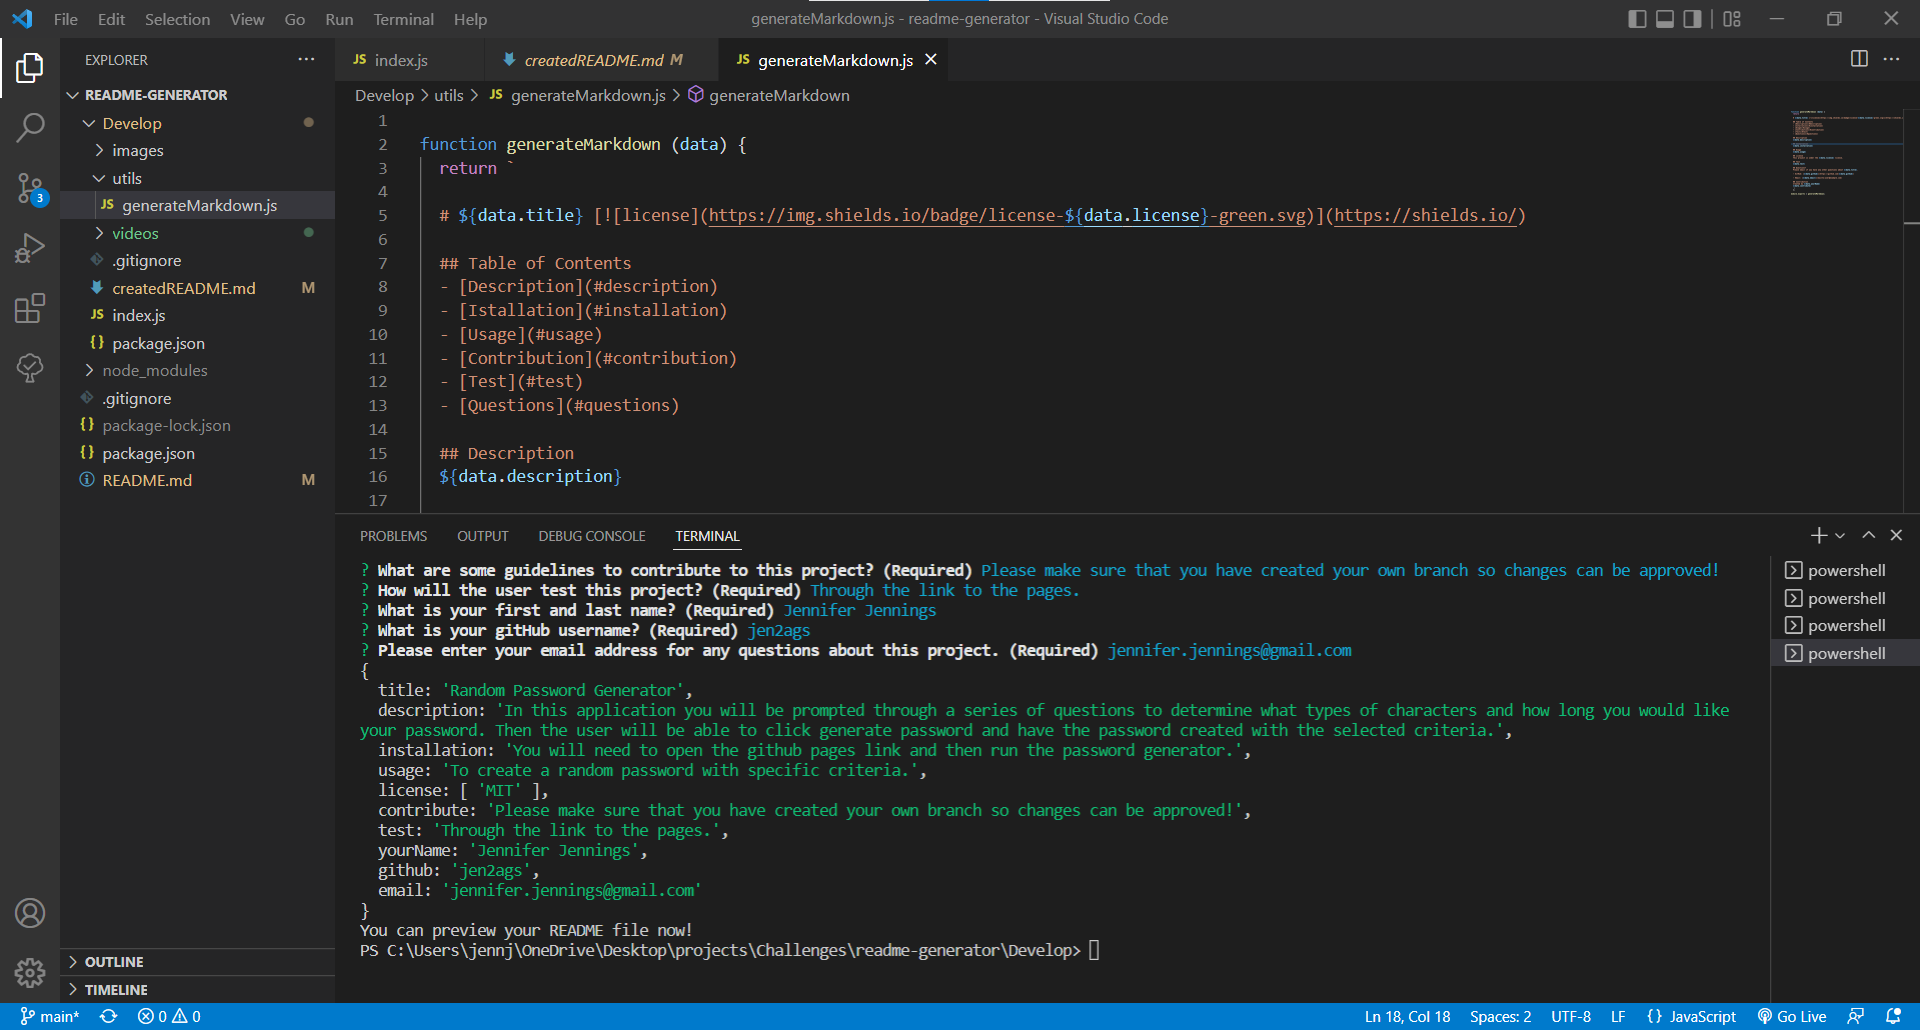 File Edit Selection View Go Run Terminal Help
generateMarkdown.js - readme-generator - Visual Studio Code
EXPLORER
README-GENERATOR
Develop
images
utils
JS generateMarkdown.js
videos
.gitignore
createdREADME.md M
JS index.js
{} package.json
node_modules
.gitignore
{} package-lock.json
{} package.json
README.md M
OUTLINE
TIMELINE
3
JS index.js
createdREADME.md M
JS generateMarkdown.js
Develop > utils > JS generateMarkdown.js > generateMarkdown
1
2 function generateMarkdown (data) {
3 return `
4
5 # ${data.title} [![license](https://img.shields.io/badge/license-${data.license}-green.svg)](https://shields.io/)
6
7 ## Table of Contents
8 - [Description](#description)
9 - [Istallation](#installation)
10 - [Usage](#usage)
11 - [Contribution](#contribution)
12 - [Test](#test)
13 - [Questions](#questions)
14
15 ## Description
16 ${data.description}
17
PROBLEMS OUTPUT DEBUG CONSOLE TERMINAL
? What are some guidelines to contribute to this project? (Required) Please make sure that you have created your own branch so changes can be approved!
? How will the user test this project? (Required) Through the link to the pages.
? What is your first and last name? (Required) Jennifer Jennings
? What is your gitHub username? (Required) jen2ags
? Please enter your email address for any questions about this project. (Required) jennifer.jennings@gmail.com
{
title: 'Random Password Generator',
description: 'In this application you will be prompted through a series of questions to determine what types of characters and how long you would like
your password. Then the user will be able to click generate password and have the password created with the selected criteria.',
installation: 'You will need to open the github pages link and then run the password generator.',
usage: 'To create a random password with specific criteria.',
license: [ 'MIT' ],
contribute: 'Please make sure that you have created your own branch so changes can be approved!',
test: 'Through the link to the pages.',
yourName: 'Jennifer Jennings',
github: 'jen2ags',
email: 'jennifer.jennings@gmail.com'
}
You can preview your README file now!
PS C:\Users\jennj\OneDrive\Desktop\projects\Challenges\readme-generator\Develop>
powershell
powershell
powershell
powershell
main* 0 0
Ln 18, Col 18 Spaces: 2 UTF-8 LF {} JavaScript Go Live